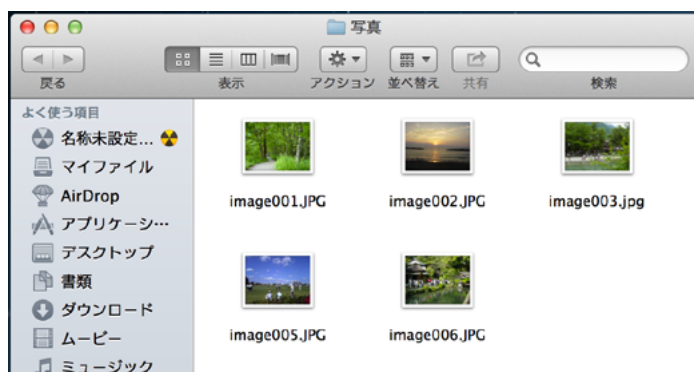 写真
戻る
表示
アクション
並べ替え
共有
検索
よく使う項目
名称未設定...
マイファイル
AirDrop
アプリケーシ…
デスクトップ
書類
ダウンロード
ムービー
ミュージック
image001.JPG
image002.JPG
image003.jpg
image005.JPG
image006.JPG